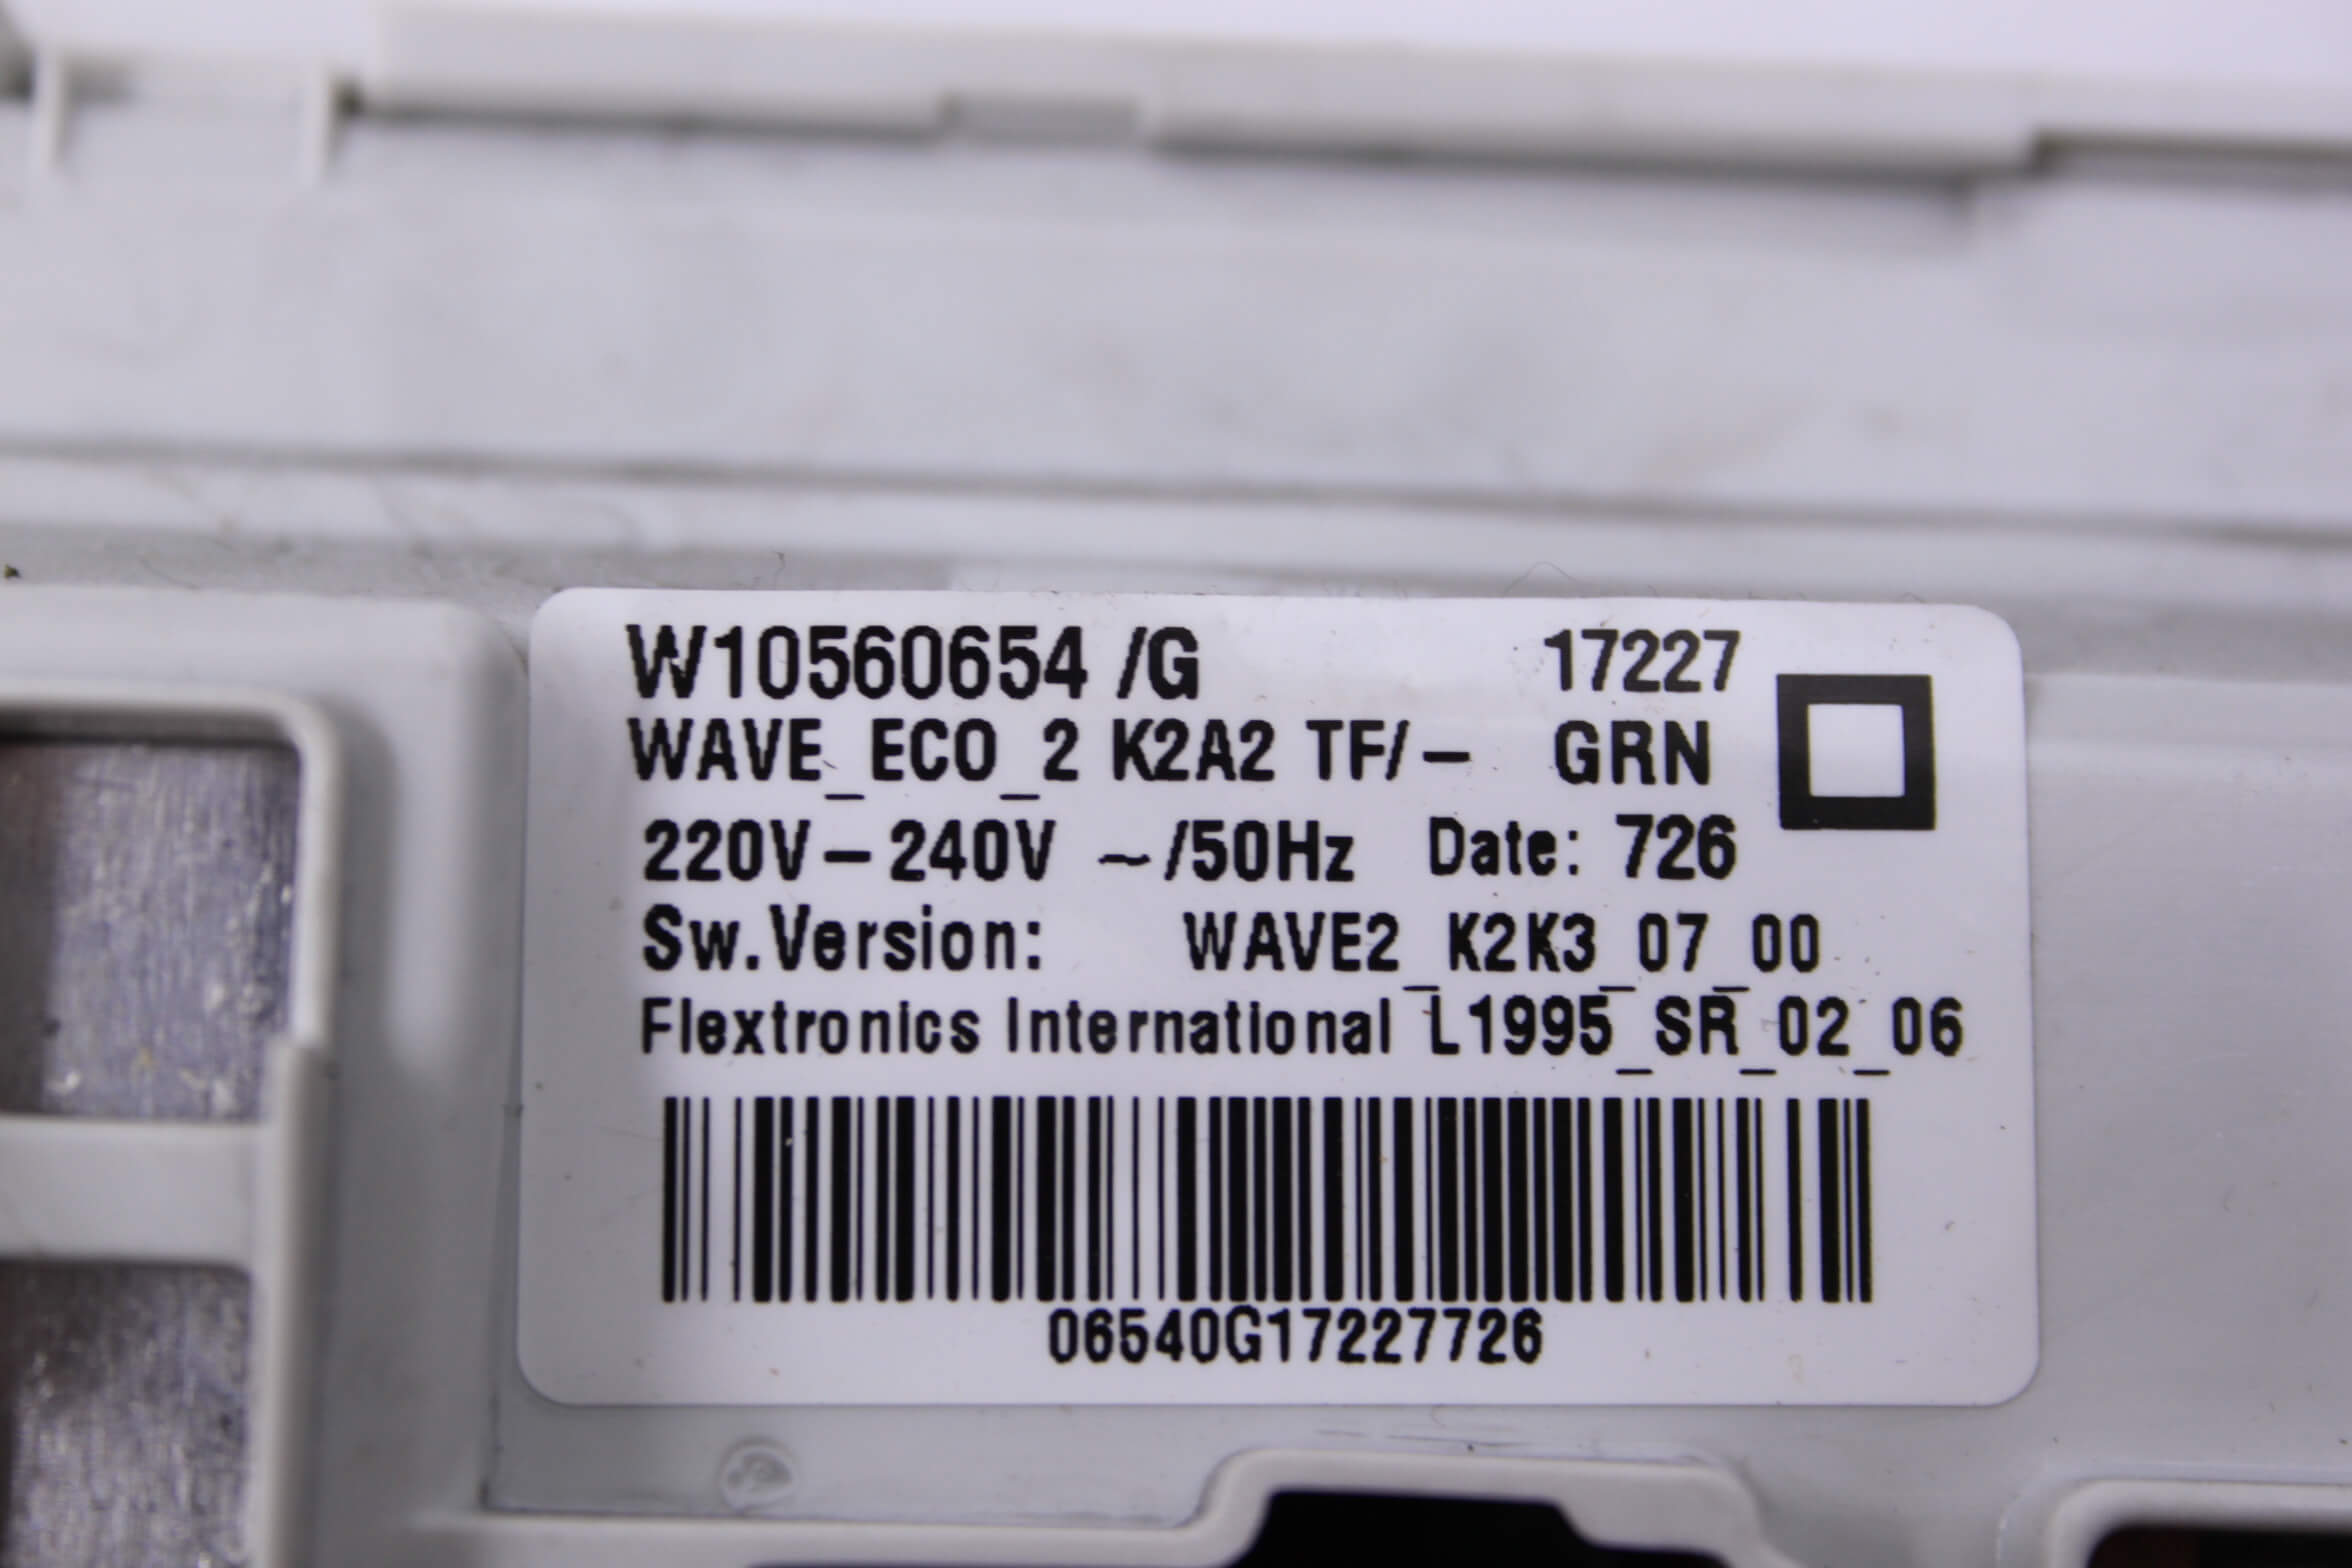 W10560654 /G 17227
WAVE_ECO_2 K2A2 TF/– GRN
220V–240V ~/50Hz Date: 726
Sw.Version: WAVE2_K2K3_07_00
Flextronics International L1995_SR_02_06
06540G17227726